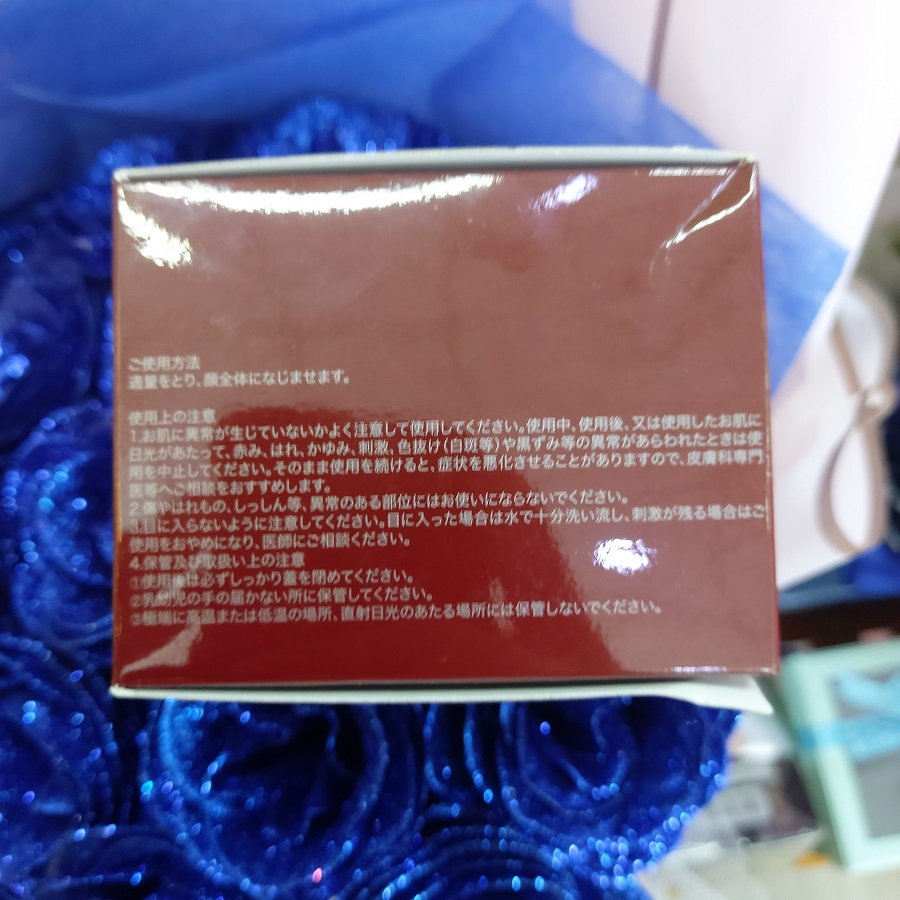 ご使用方法
適量をとり、顔全体になじませます。
使用上の注意
1.お肌に異常が生じていないかよく注意して使用してください。使用中、使用後、又は使用したお肌に
日光があたって、赤み、はれ、かゆみ、刺激、色抜け(白斑等)や黒ずみ等の異常があらわれたときは使
用を中止してください。そのまま使用を続けると、症状を悪化させることがありますので、皮膚科専門
医等へご相談をおすすめします。
2.傷やはれもの、しっしん等、異常のある部位にはお使いにならないでください。
3.目に入らないように注意してください。目に入った場合は水で十分洗い流し、刺激が残る場合はご
使用をおやめになり、医師にご相談ください。
4.保管及び取扱い上の注意
①使用後は必ずしっかり蓋を閉めてください。
②乳幼児の手の届かない所に保管してください。
③極端に高温または低温の場所、直射日光のあたる場所には保管しないでください。